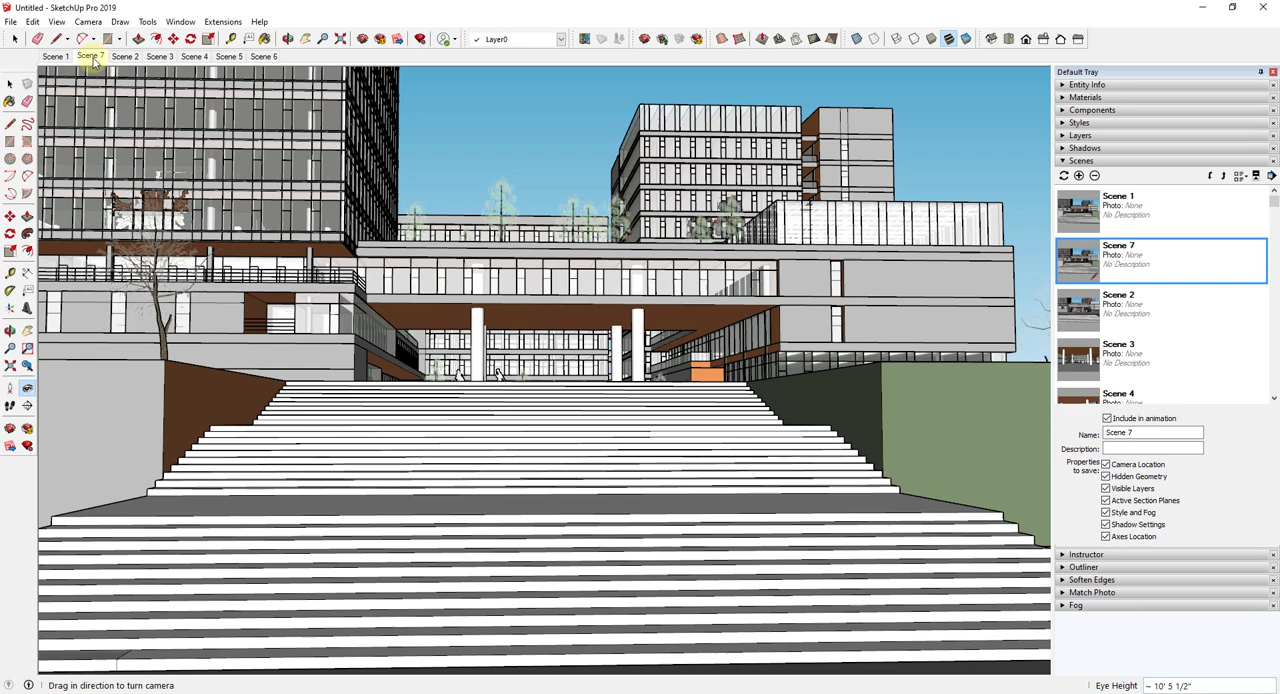 Untitled - SketchUp Pro 2019
File Edit View Camera Draw Tools Window Extensions Help
Layer0
Scene 1 Scene 7 Scene 2 Scene 3 Scene 4 Scene 5 Scene 6
Default Tray
Entity Info
Materials
Components
Styles
Layers
Shadows
Scenes
Scene 1
Photo: None
No Description
Scene 7
Photo: None
No Description
Scene 2
Photo: None
No Description
Scene 3
Photo: None
No Description
Scene 4
Photo: None
Include in animation
Name: Scene 7
Description:
Properties to save:
Camera Location
Hidden Geometry
Visible Layers
Active Section Planes
Style and Fog
Shadow Settings
Axes Location
Instructor
Outliner
Soften Edges
Match Photo
Fog
Drag in direction to turn camera
Eye Height ~ 10' 5 1/2"